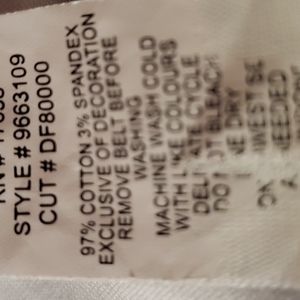 STYLE # 9663109
CUT # DF80000
97% COTTON 3% SPANDEX
EXCLUSIVE OF DECORATION
REMOVE BELT BEFORE
WASHING
MACHINE WASH COLD
WITH LIKE COLOURS
CYCLE
BLEACH
DRY
BE
NEEDED